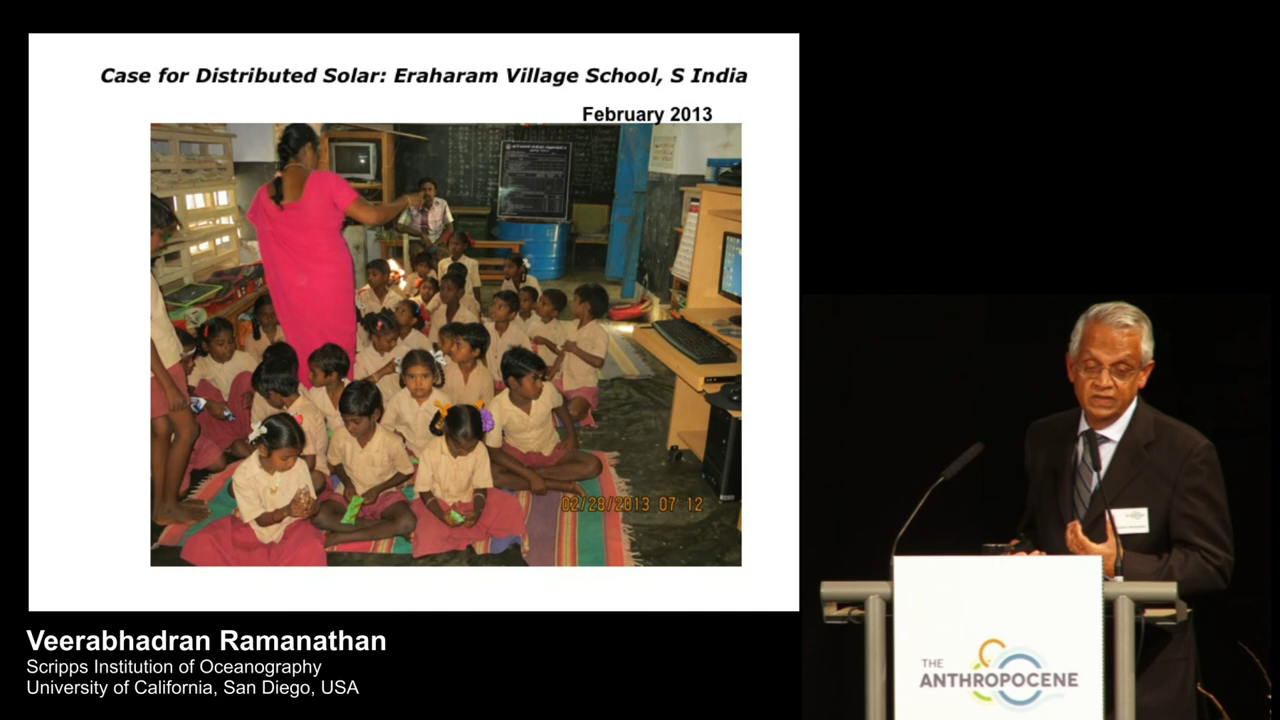 Case for Distributed Solar: Eraharam Village School, S India
February 2013
02/28/2013 07 12
Veerabhadran Ramanathan
Scripps Institution of Oceanography
University of California, San Diego, USA
THE
ANTHROPOCENE